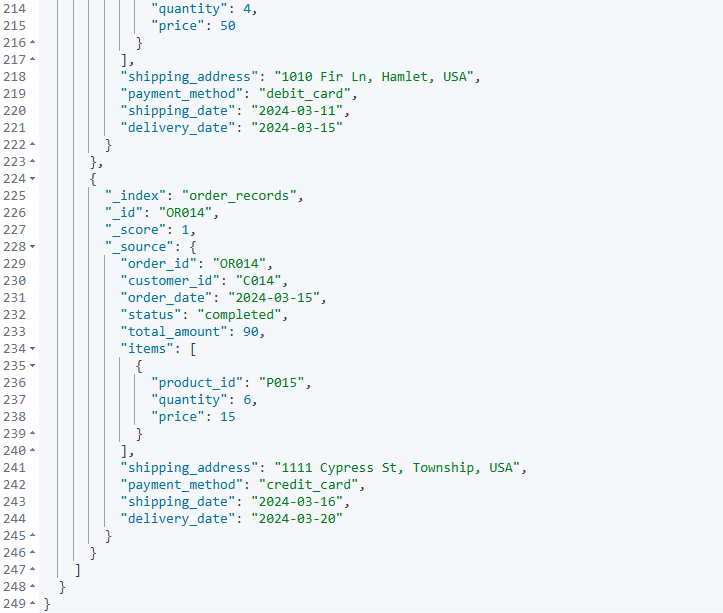 214 "quantity": 4,
215 "price": 50
216 }
217 ],
218 "shipping_address": "1010 Fir Ln, Hamlet, USA",
219 "payment_method": "debit_card",
220 "shipping_date": "2024-03-11",
221 "delivery_date": "2024-03-15"
222 }
223 },
224 {
225 "_index": "order_records",
226 "_id": "OR014",
227 "_score": 1,
228 "_source": {
229 "order_id": "OR014",
230 "customer_id": "C014",
231 "order_date": "2024-03-15",
232 "status": "completed",
233 "total_amount": 90,
234 "items": [
235 {
236 "product_id": "P015",
237 "quantity": 6,
238 "price": 15
239 }
240 ],
241 "shipping_address": "1111 Cypress St, Township, USA",
242 "payment_method": "credit_card",
243 "shipping_date": "2024-03-16",
244 "delivery_date": "2024-03-20"
245 }
246 }
247 ]
248 }
249 }